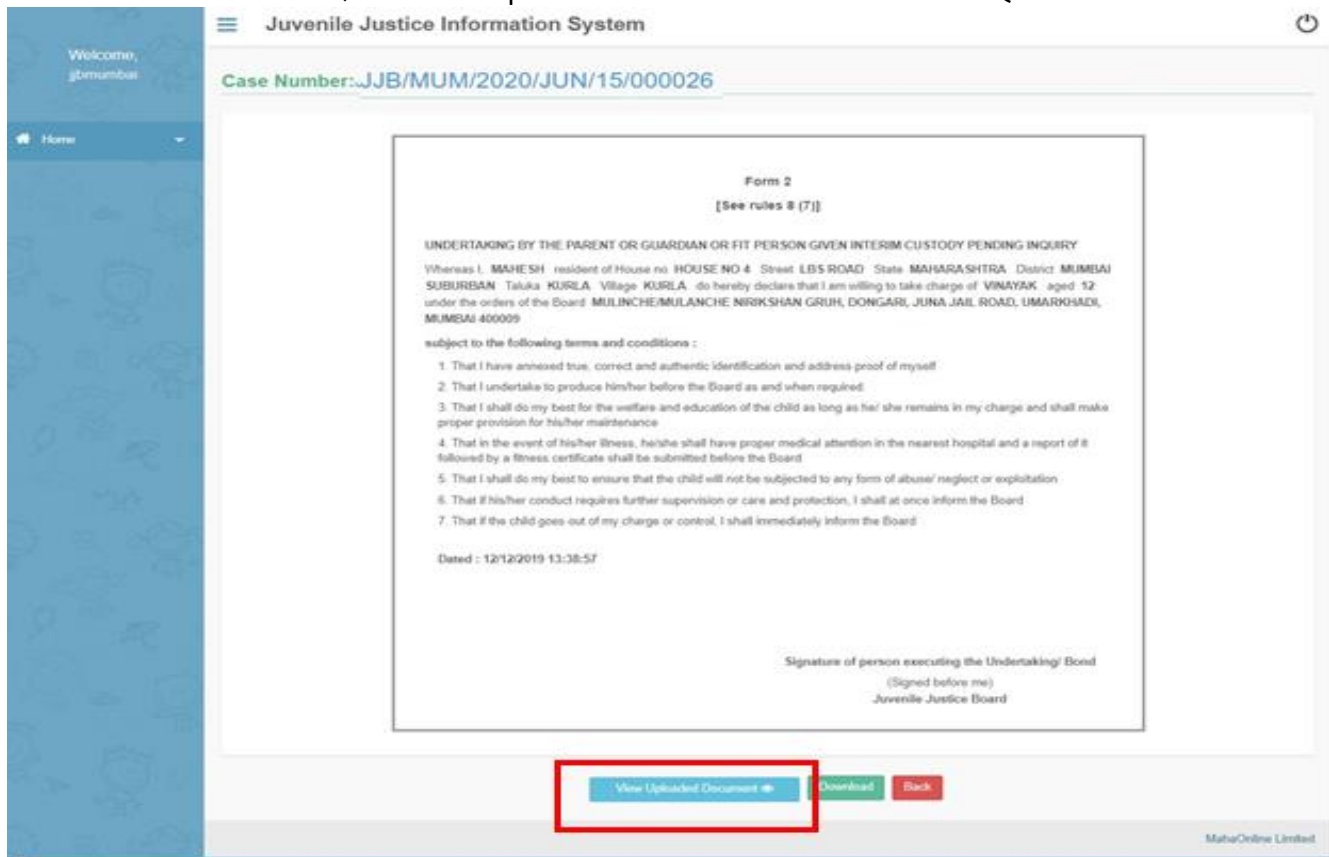 Juvenile Justice Information System
Welcome,
jjbmumbai
Case Number: JJB/MUM/2020/JUN/15/000026
Home
Form 2
[See rules 8 (7)]
UNDERTAKING BY THE PARENT OR GUARDIAN OR FIT PERSON GIVEN INTERIM CUSTODY PENDING INQUIRY
Whereas I, MAHESH resident of House no. HOUSE NO 4 Street LBS ROAD State MAHARASHTRA District MUMBAI
SUBURBAN Taluka KURLA Village KURLA do hereby declare that I am willing to take charge of VINAYAK aged 12
under the orders of the Board MULINCHE/MULANCHE NIRIKSHAN GRUH, DONGARI, JUNA JAIL ROAD, UMARKHADI,
MUMBAI 400009
subject to the following terms and conditions :
1. That I have annexed true, correct and authentic identification and address proof of myself
2. That I undertake to produce him/her before the Board as and when required
3. That I shall do my best for the welfare and education of the child as long as he/ she remains in my charge and shall make
proper provision for his/her maintenance
4. That in the event of his/her illness, he/she shall have proper medical attention in the nearest hospital and a report of it
followed by a fitness certificate shall be submitted before the Board
5. That I shall do my best to ensure that the child will not be subjected to any form of abuse/ neglect or exploitation
6. That if his/her conduct requires further supervision or care and protection, I shall at once inform the Board
7. That if the child goes out of my charge or control, I shall immediately inform the Board
Dated : 12/12/2019 13:38:57
Signature of person executing the Undertaking/ Bond
(Signed before me)
Juvenile Justice Board
View Uploaded Document
Download
Back
MahaOnline Limited